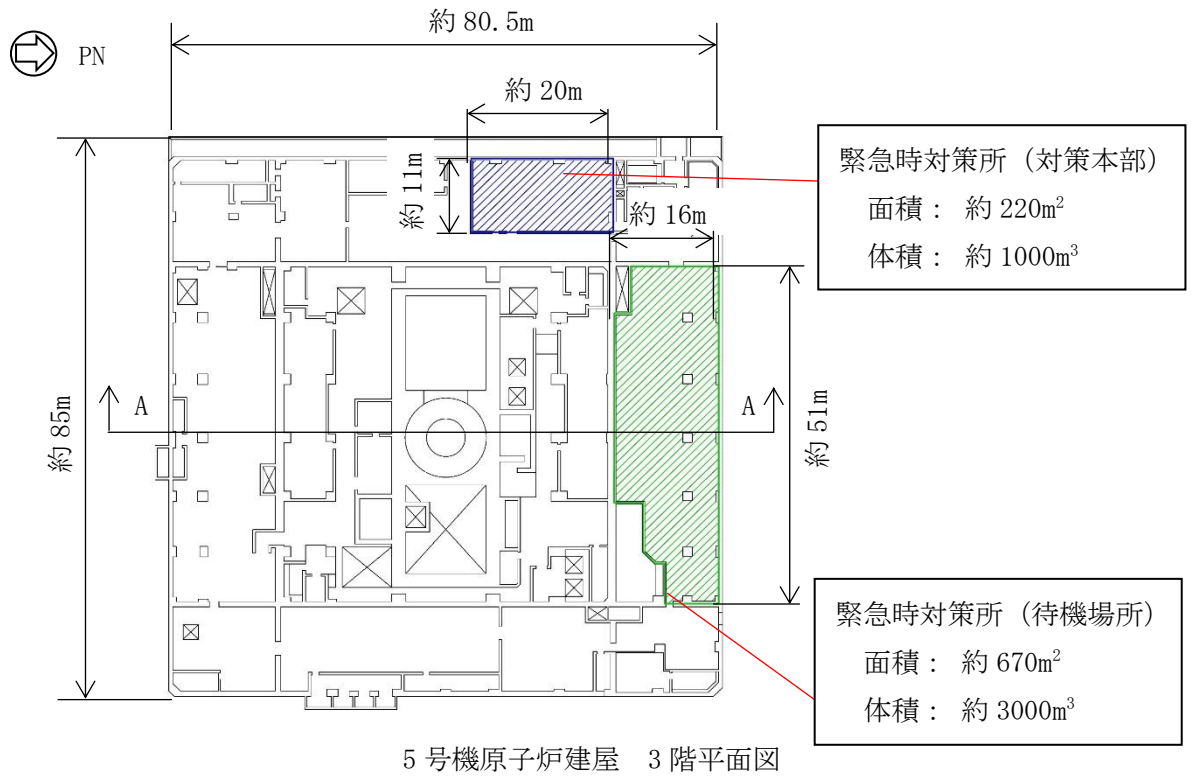 約 80.5m
PN
約 20m
約 11m
緊急時対策所（対策本部）
面積： 約 220m²
体積： 約 1000m³
約 16m
約 85m
A
A
約 51m
緊急時対策所（待機場所）
面積： 約 670m²
体積： 約 3000m³
5 号機原子炉建屋 3 階平面図